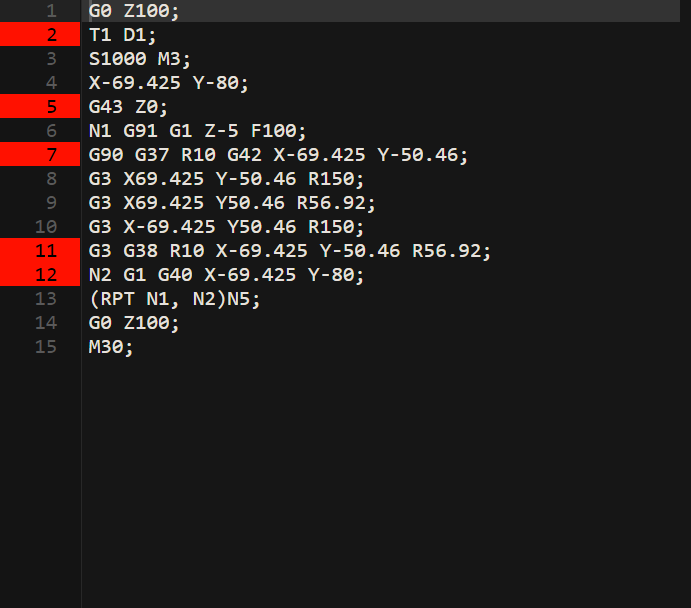 1 G0 Z100;
2 T1 D1;
3 S1000 M3;
4 X-69.425 Y-80;
5 G43 Z0;
6 N1 G91 G1 Z-5 F100;
7 G90 G37 R10 G42 X-69.425 Y-50.46;
8 G3 X69.425 Y-50.46 R150;
9 G3 X69.425 Y50.46 R56.92;
10 G3 X-69.425 Y50.46 R150;
11 G3 G38 R10 X-69.425 Y-50.46 R56.92;
12 N2 G1 G40 X-69.425 Y-80;
13 (RPT N1, N2)N5;
14 G0 Z100;
15 M30;